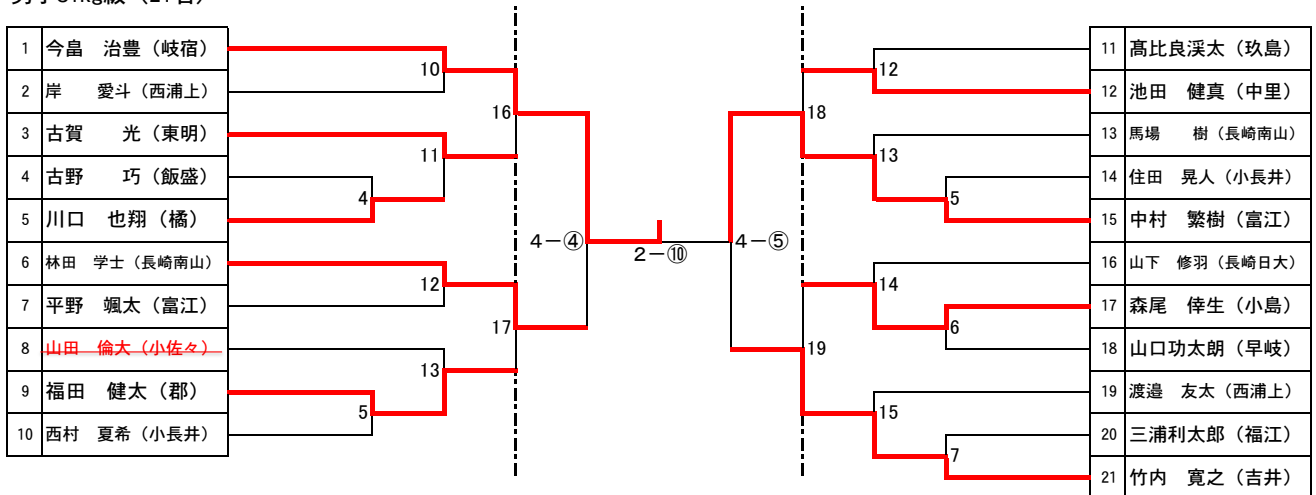 1 今畠 治豊（岐宿）
2 岸 愛斗（西浦上）
3 古賀 光（東明）
4 古野 巧（飯盛）
5 川口 也翔（橘）
6 林田 学士（長崎南山）
7 平野 颯太（富江）
8 山田 倫大（小佐々）
9 福田 健太（郡）
10 西村 夏希（小長井）
10
11
4
12
13
5
16
17
4－④
2－⑩
4－⑤
18
19
12
13
5
14
6
15
7
11 髙比良渓太（玖島）
12 池田 健真（中里）
13 馬場 樹（長崎南山）
14 住田 晃人（小長井）
15 中村 繁樹（富江）
16 山下 修羽（長崎日大）
17 森尾 倖生（小島）
18 山口功太朗（早岐）
19 渡邉 友太（西浦上）
20 三浦利太郎（福江）
21 竹内 寛之（吉井）